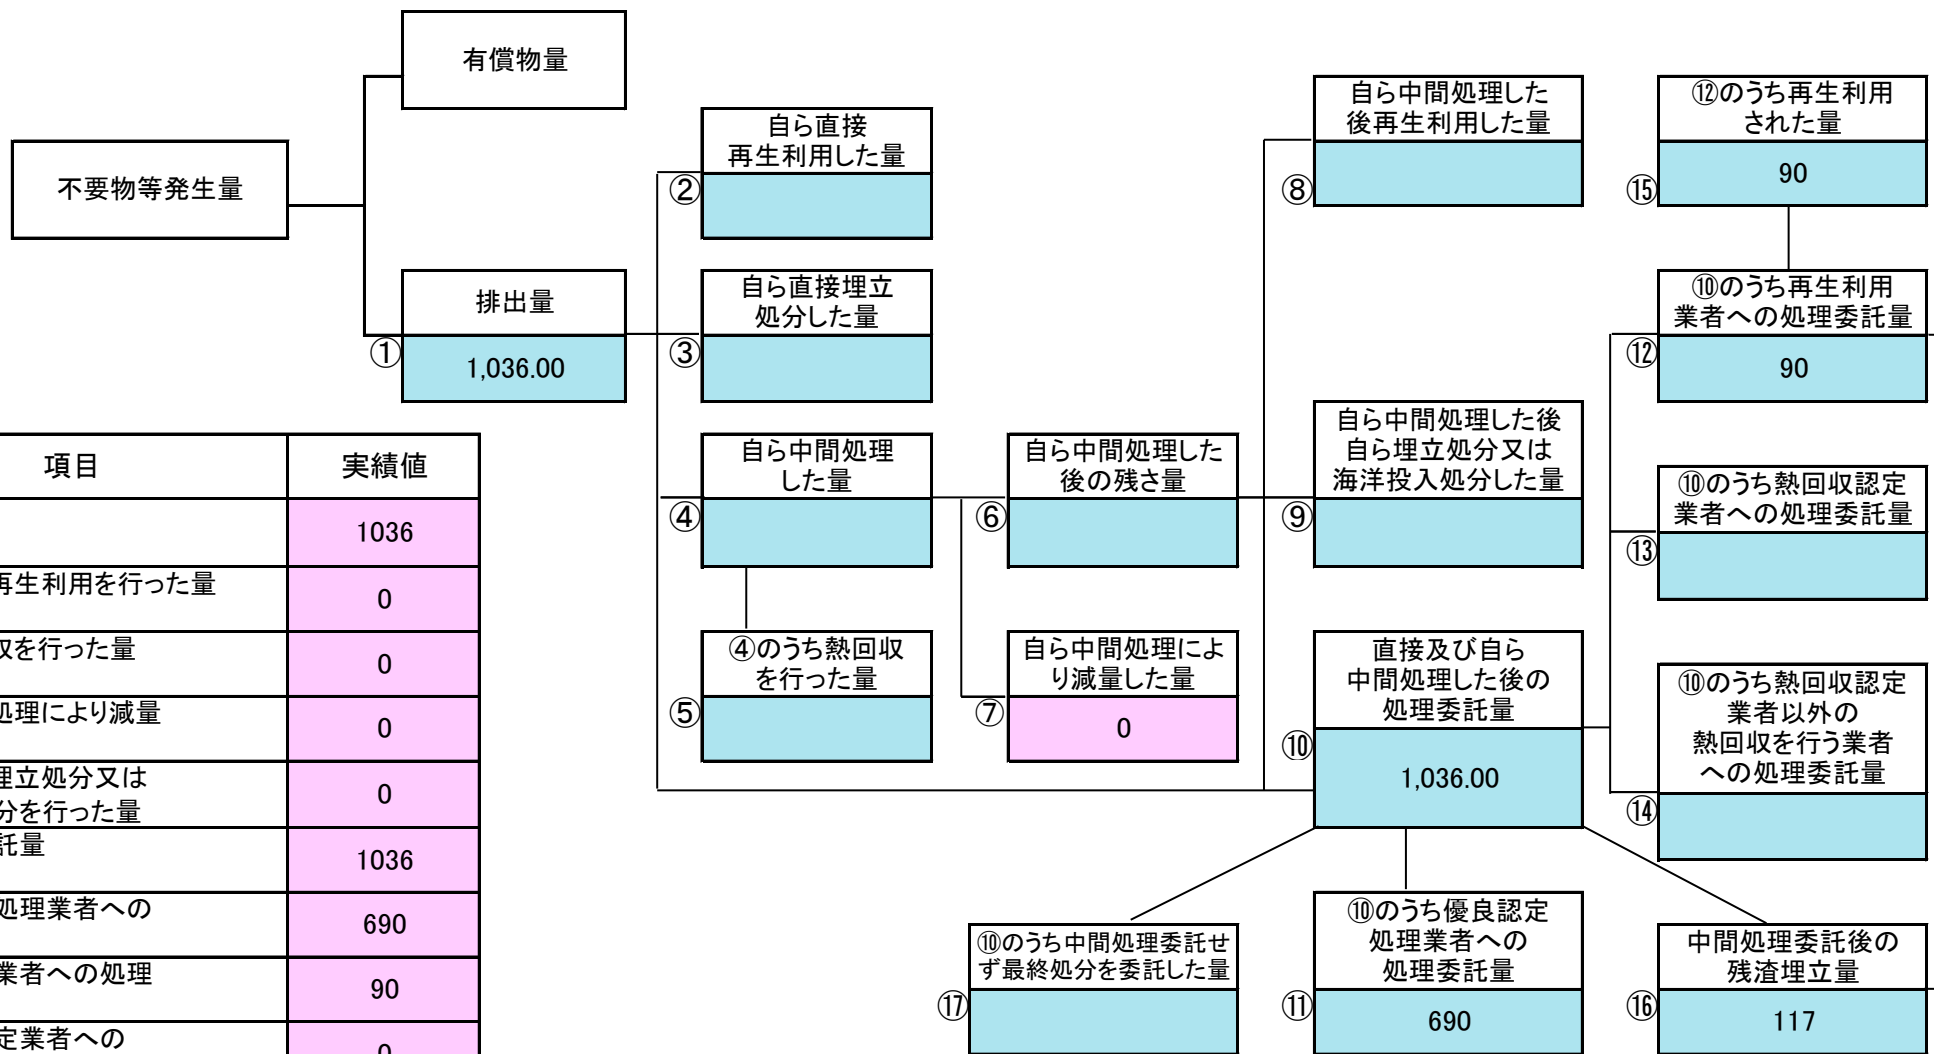 有償物量
不要物等発生量
排出量
①
1,036.00
自ら直接
再生利用した量
②
自ら直接埋立
処分した量
③
自ら中間処理
した量
④
④のうち熱回収
を行った量
⑤
自ら中間処理した
後の残さ量
⑥
自ら中間処理によ
り減量した量
⑦
0
自ら中間処理した
後再生利用した量
⑧
自ら中間処理した後
自ら埋立処分又は
海洋投入処分した量
⑨
直接及び自ら
中間処理した後の
処理委託量
⑩
1,036.00
⑩のうち優良認定
処理業者への
処理委託量
⑪
690
⑩のうち中間処理委託せ
ず最終処分を委託した量
⑰
⑫のうち再生利用
された量
⑮
90
⑩のうち再生利用
業者への処理委託量
⑫
90
⑩のうち熱回収認定
業者への処理委託量
⑬
⑩のうち熱回収認定
業者以外の
熱回収を行う業者
への処理委託量
⑭
中間処理委託後の
残渣埋立量
⑯
117
項目 実績値
1036
再生利用を行った量
0
収を行った量
0
処理により減量
0
埋立処分又は
分を行った量
0
託量
1036
処理業者への
690
業者への処理
90
定業者への
0